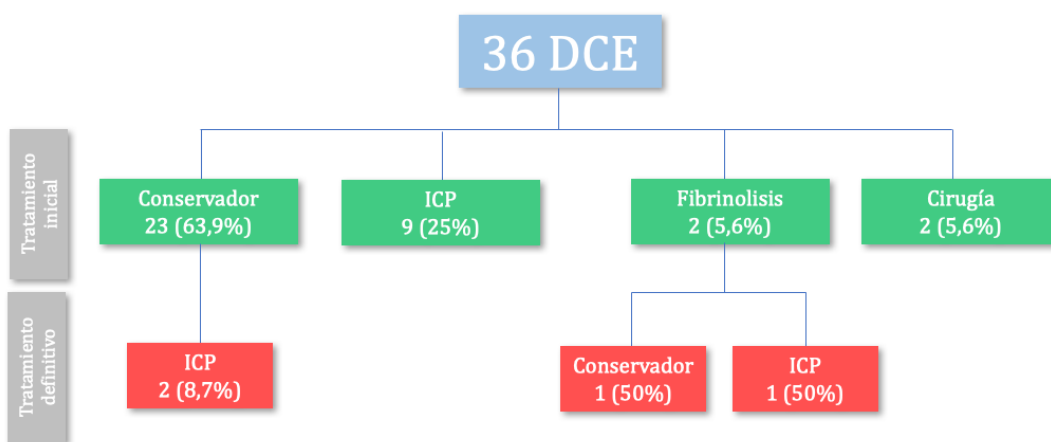 36 DCE
Tratamiento
inicial
Conservador
23 (63,9%)
ICP
9 (25%)
Fibrinolisis
2 (5,6%)
Cirugía
2 (5,6%)
Tratamiento
definitivo
ICP
2 (8,7%)
Conservador
1 (50%)
ICP
1 (50%)